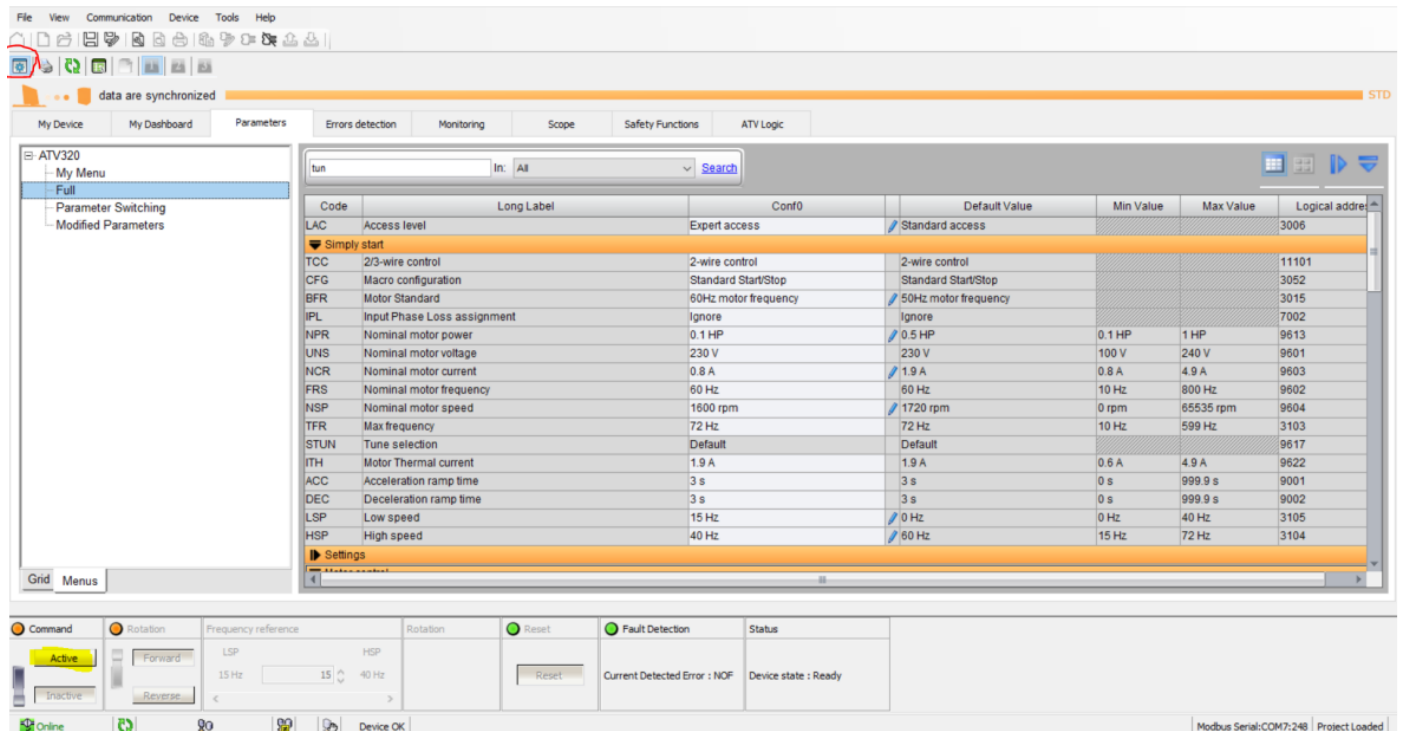 File View Communication Device Tools Help
data are synchronized STD
My Device My Dashboard Parameters Errors detection Monitoring Scope Safety Functions ATV Logic
ATV320
My Menu
Full
Parameter Switching
Modified Parameters
Grid Menus
tun In: All Search
Code Long Label Conf0 Default Value Min Value Max Value Logical addre
LAC Access level Expert access Standard access 3006
Simply start
TCC 2/3-wire control 2-wire control 2-wire control 11101
CFG Macro configuration Standard Start/Stop Standard Start/Stop 3052
BFR Motor Standard 60Hz motor frequency 50Hz motor frequency 3015
IPL Input Phase Loss assignment Ignore Ignore 7002
NPR Nominal motor power 0.1 HP 0.5 HP 0.1 HP 1 HP 9613
UNS Nominal motor voltage 230 V 230 V 100 V 240 V 9601
NCR Nominal motor current 0.8 A 1.9 A 0.8 A 4.9 A 9603
FRS Nominal motor frequency 60 Hz 60 Hz 10 Hz 800 Hz 9602
NSP Nominal motor speed 1600 rpm 1720 rpm 0 rpm 65535 rpm 9604
TFR Max frequency 72 Hz 72 Hz 10 Hz 599 Hz 3103
STUN Tune selection Default Default 9617
ITH Motor Thermal current 1.9 A 1.9 A 0.6 A 4.9 A 9622
ACC Acceleration ramp time 3 s 3 s 0 s 999.9 s 9001
DEC Deceleration ramp time 3 s 3 s 0 s 999.9 s 9002
LSP Low speed 15 Hz 0 Hz 0 Hz 40 Hz 3105
HSP High speed 40 Hz 60 Hz 15 Hz 72 Hz 3104
Settings
Command Rotation Frequency reference Rotation Reset Fault Detection Status
Active Forward LSP HSP
15 Hz 15 40 Hz Reset Current Detected Error : NOF Device state : Ready
Inactive Reverse
Online Device OK Modbus Serial:COM7:248 Project Loaded